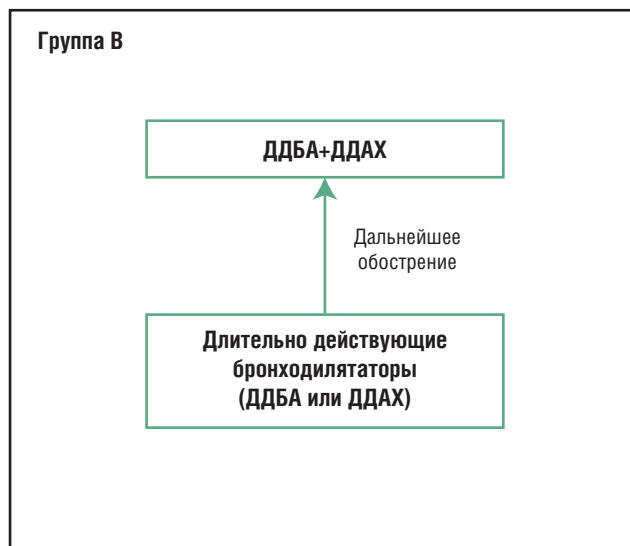 Группа В
ДДБА+ДДАХ
Дальнейшее
обострение
Длительно действующие
бронходилятаторы
(ДДБА или ДДАХ)